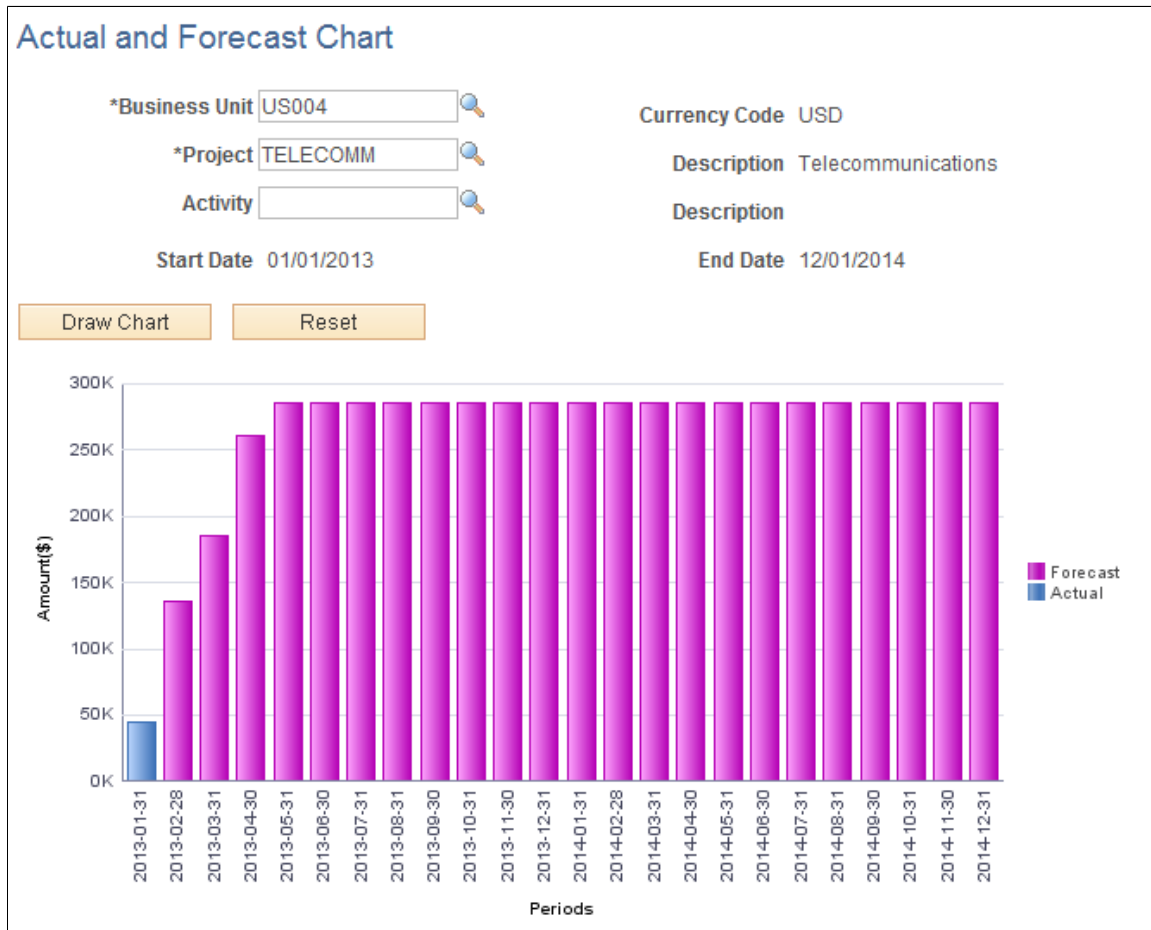 Actual and Forecast Chart
*Business Unit US004
Currency Code USD
*Project TELECOMM
Description Telecommunications
Activity
Description
Start Date 01/01/2013
End Date 12/01/2014
Draw Chart Reset
300K
250K
200K
150K
100K
50K
0K
Amount($)
Forecast
Actual
2013-01-31
2013-02-28
2013-03-31
2013-04-30
2013-05-31
2013-06-30
2013-07-31
2013-08-31
2013-09-30
2013-10-31
2013-11-30
2013-12-31
2014-01-31
2014-02-28
2014-03-31
2014-04-30
2014-05-31
2014-06-30
2014-07-31
2014-08-31
2014-09-30
2014-10-31
2014-11-30
2014-12-31
Periods